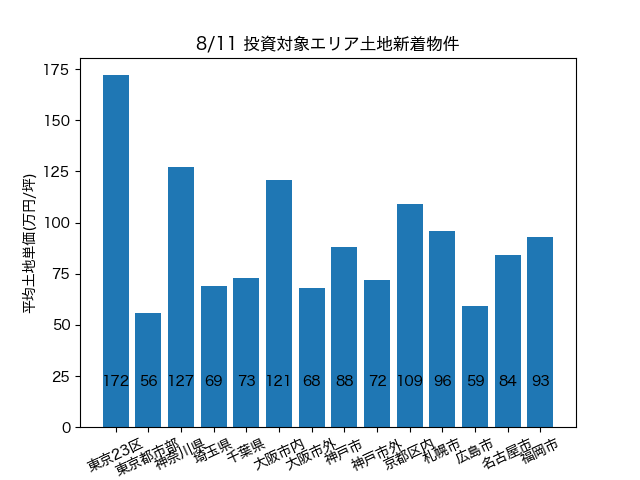 8/11 投資対象エリア土地新着物件
平均土地単価(万円/坪)
175
150
125
100
75
50
25
0
172 56 127 69 73 121 68 88 72 109 96 59 84 93
東京23区 東京都市部 神奈川県 埼玉県 千葉県 大阪市内 大阪市外 神戸市 神戸市外 京都区内 札幌市 広島市 名古屋市 福岡市